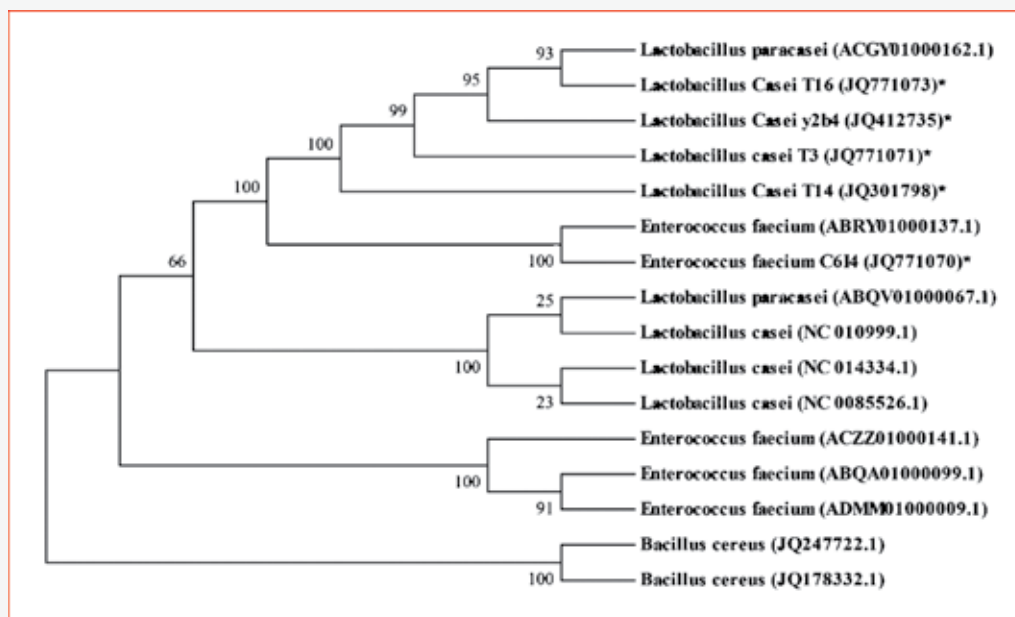 93
Lactobacillus paracasei (ACGY01000162.1)
Lactobacillus Casei T16 (JQ771073)*
95
Lactobacillus Casei y2b4 (JQ412735)*
99
Lactobacillus casei T3 (JQ771071)*
100
Lactobacillus Casei T14 (JQ301798)*
100
Enterococcus faecium (ABRY01000137.1)
100
Enterococcus faecium C6I4 (JQ771070)*
66
Lactobacillus paracasei (ABQV01000067.1)
25
Lactobacillus casei (NC 010999.1)
100
Lactobacillus casei (NC 014334.1)
23
Lactobacillus casei (NC 0085526.1)
Enterococcus faecium (ACZZ01000141.1)
100
Enterococcus faecium (ABQA01000099.1)
91
Enterococcus faecium (ADMM01000009.1)
Bacillus cereus (JQ247722.1)
100
Bacillus cereus (JQ178332.1)